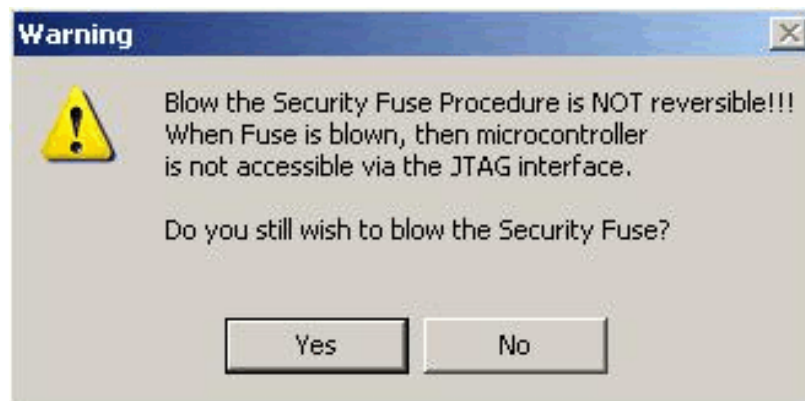 Warning
Blow the Security Fuse Procedure is NOT reversible!!!
When Fuse is blown, then microcontroller
is not accessible via the JTAG interface.
Do you still wish to blow the Security Fuse?
Yes
No